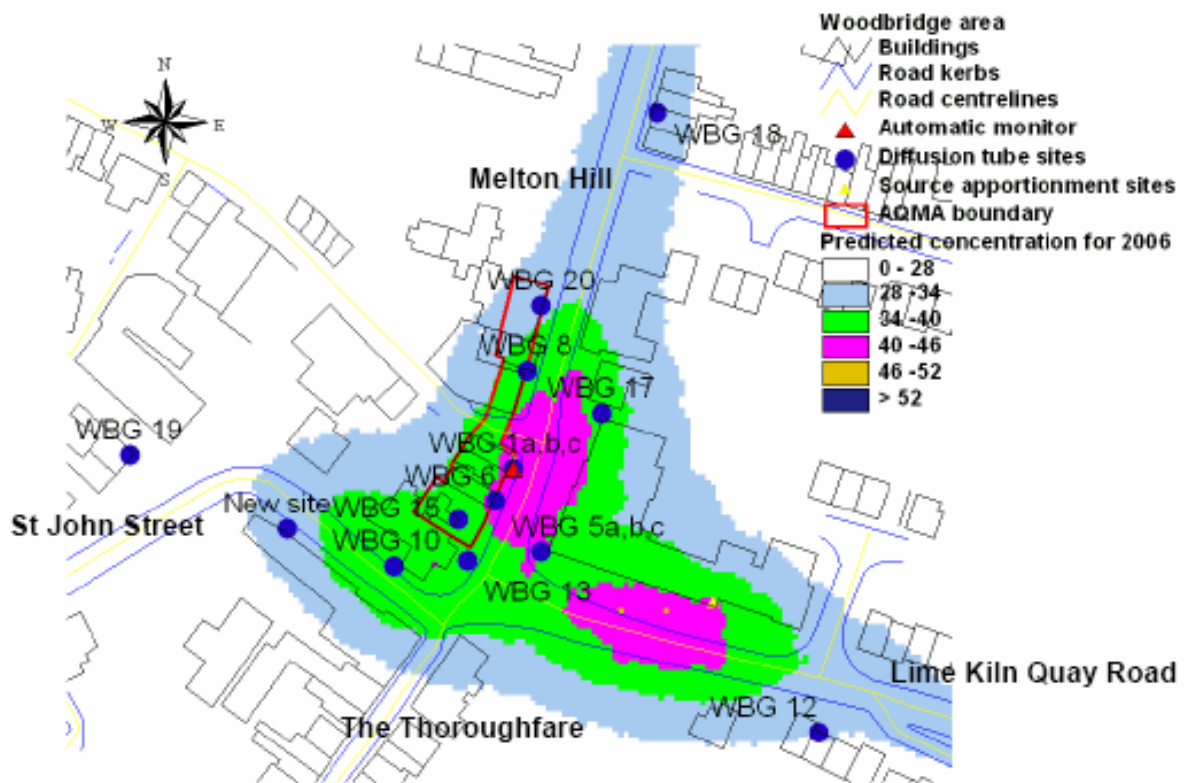 Woodbridge area
Buildings
Road kerbs
Road centrelines
Automatic monitor
Diffusion tube sites
Source apportionment sites
AQMA boundary
Predicted concentration for 2006
0 - 28
28 -34
34 -40
40 -46
46 -52
> 52
N
W
E
S
WBG 18
Melton Hill
WBG 20
WBG 8
WBG 17
WBG 19
WBG 1a,b,c
WBG 6
New site
WBG 15
St John Street
WBG 5a,b,c
WBG 10
WBG 13
Lime Kiln Quay Road
WBG 12
The Thoroughfare